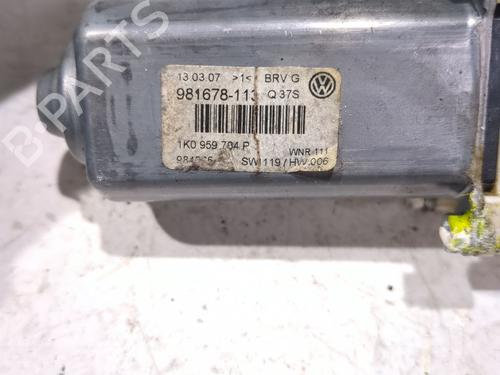 B-PARTS
13.03.07 >1< BRV G
981678-113 Q 37S
1K0 959 704 P
WNR 111
SW.119/HW.006